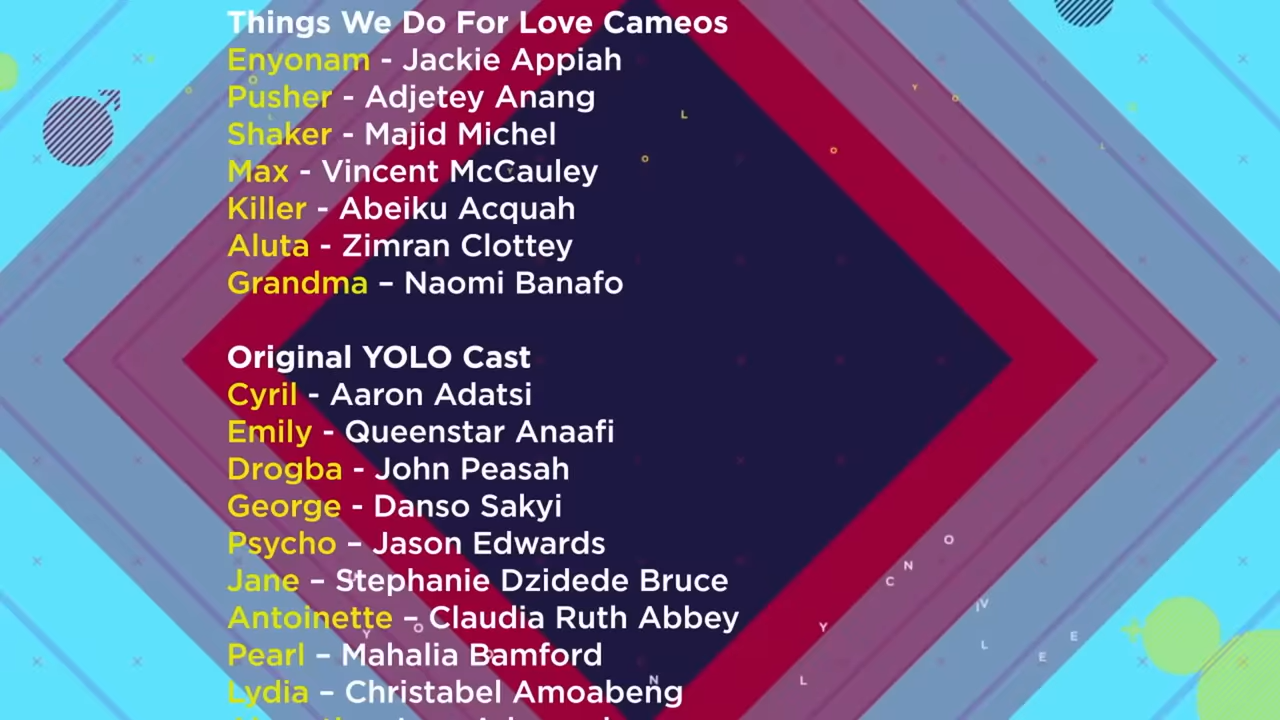 Things We Do For Love Cameos
Enyonam - Jackie Appiah
Pusher - Adjetey Anang
Shaker - Majid Michel
Max - Vincent McCauley
Killer - Abeiku Acquah
Aluta - Zimran Clottey
Grandma – Naomi Banafo
Original YOLO Cast
Cyril - Aaron Adatsi
Emily - Queenstar Anaafi
Drogba - John Peasah
George - Danso Sakyi
Psycho – Jason Edwards
Jane – Stephanie Dzidede Bruce
Antoinette – Claudia Ruth Abbey
Pearl – Mahalia Bamford
Lydia – Christabel Amoabeng